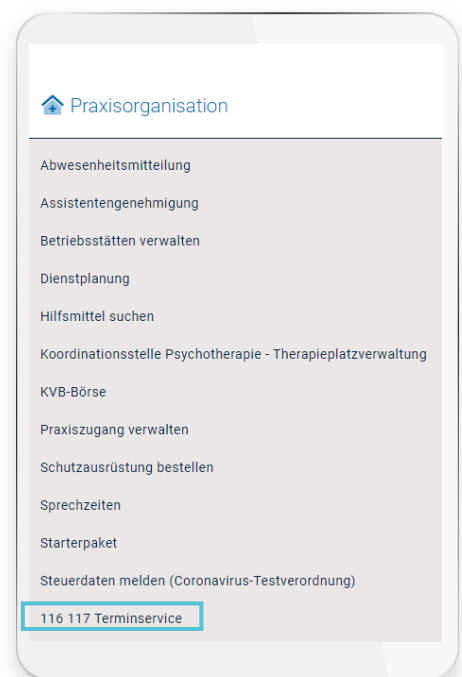 Praxisorganisation
Abwesenheitsmitteilung
Assistentengenehmigung
Betriebsstätten verwalten
Dienstplanung
Hilfsmittel suchen
Koordinationsstelle Psychotherapie - Therapieplatzverwaltung
KVB-Börse
Praxiszugang verwalten
Schutzausrüstung bestellen
Sprechzeiten
Starterpaket
Steuerdaten melden (Coronavirus-Testverordnung)
116 117 Terminservice